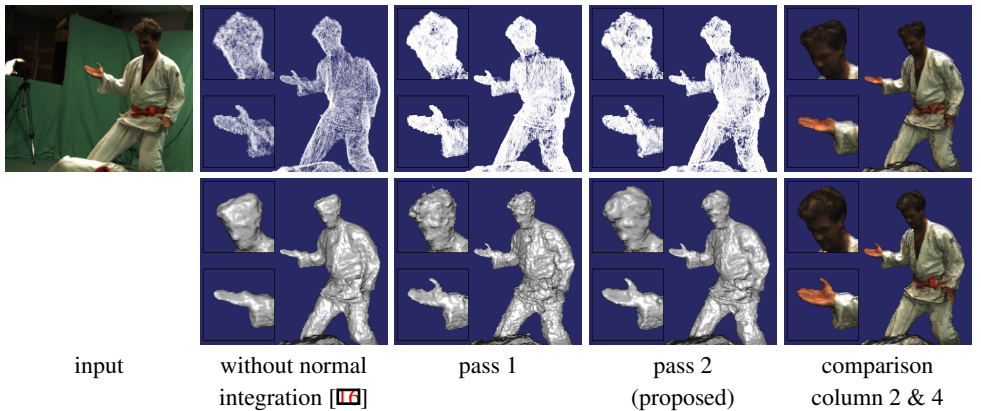 input
without normal
integration [16]
pass 1
pass 2
(proposed)
comparison
column 2 & 4